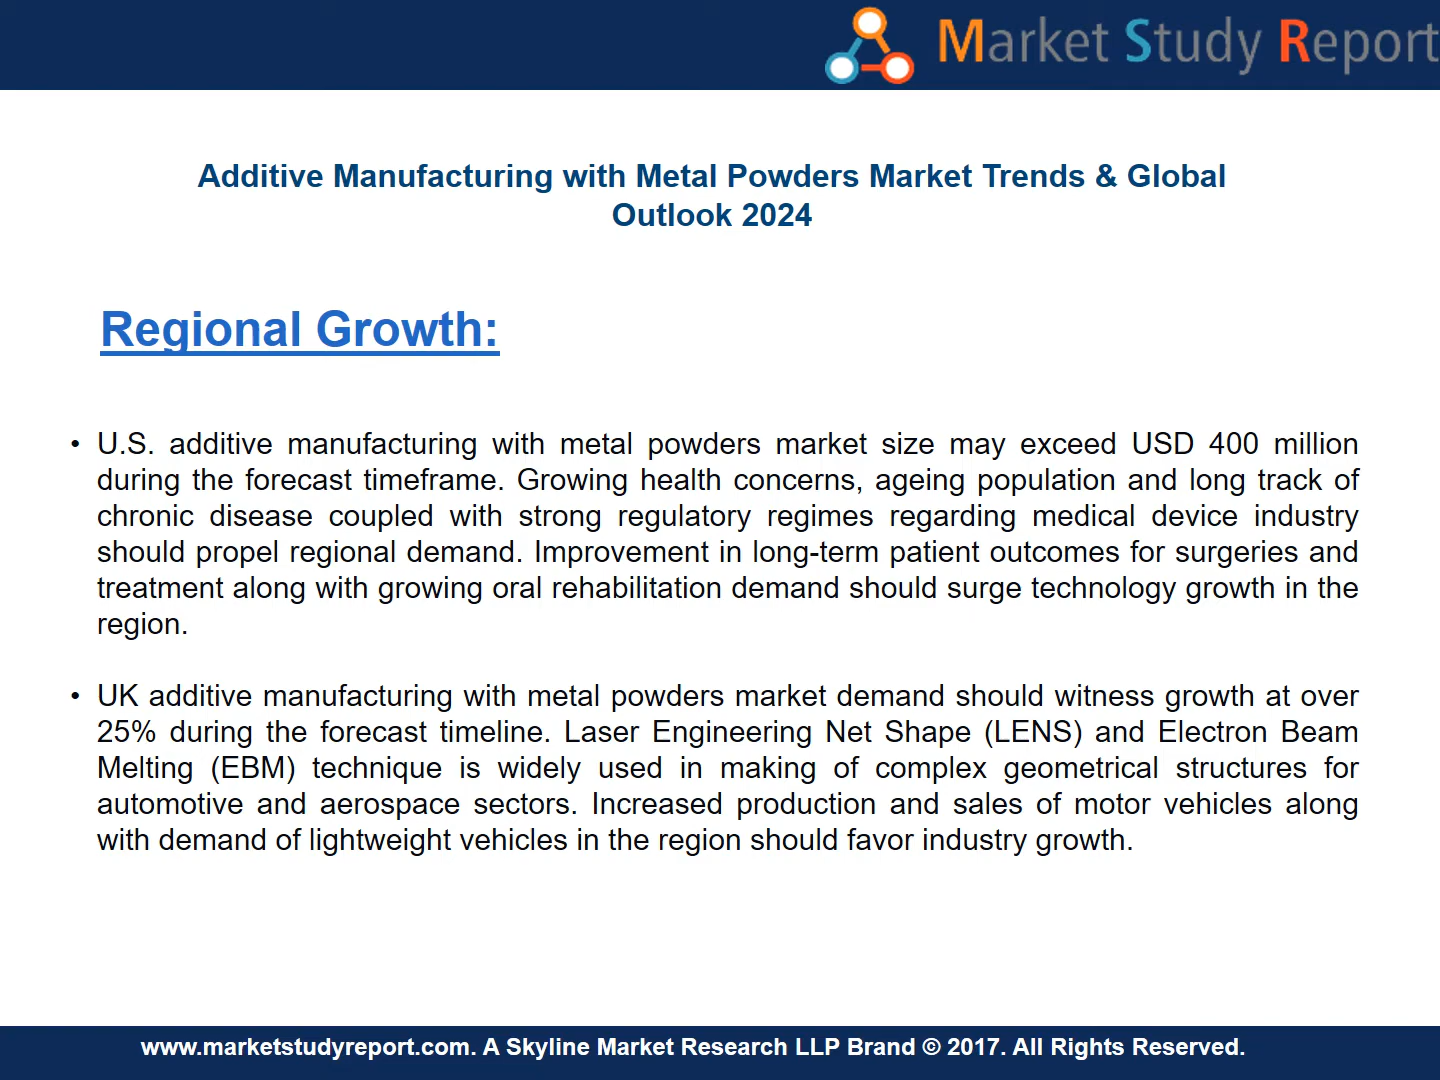 Market Study Report
Additive Manufacturing with Metal Powders Market Trends & Global
Outlook 2024
Regional Growth:
• U.S. additive manufacturing with metal powders market size may exceed USD 400 million
during the forecast timeframe. Growing health concerns, ageing population and long track of
chronic disease coupled with strong regulatory regimes regarding medical device industry
should propel regional demand. Improvement in long-term patient outcomes for surgeries and
treatment along with growing oral rehabilitation demand should surge technology growth in the
region.
• UK additive manufacturing with metal powders market demand should witness growth at over
25% during the forecast timeline. Laser Engineering Net Shape (LENS) and Electron Beam
Melting (EBM) technique is widely used in making of complex geometrical structures for
automotive and aerospace sectors. Increased production and sales of motor vehicles along
with demand of lightweight vehicles in the region should favor industry growth.
www.marketstudyreport.com. A Skyline Market Research LLP Brand © 2017. All Rights Reserved.